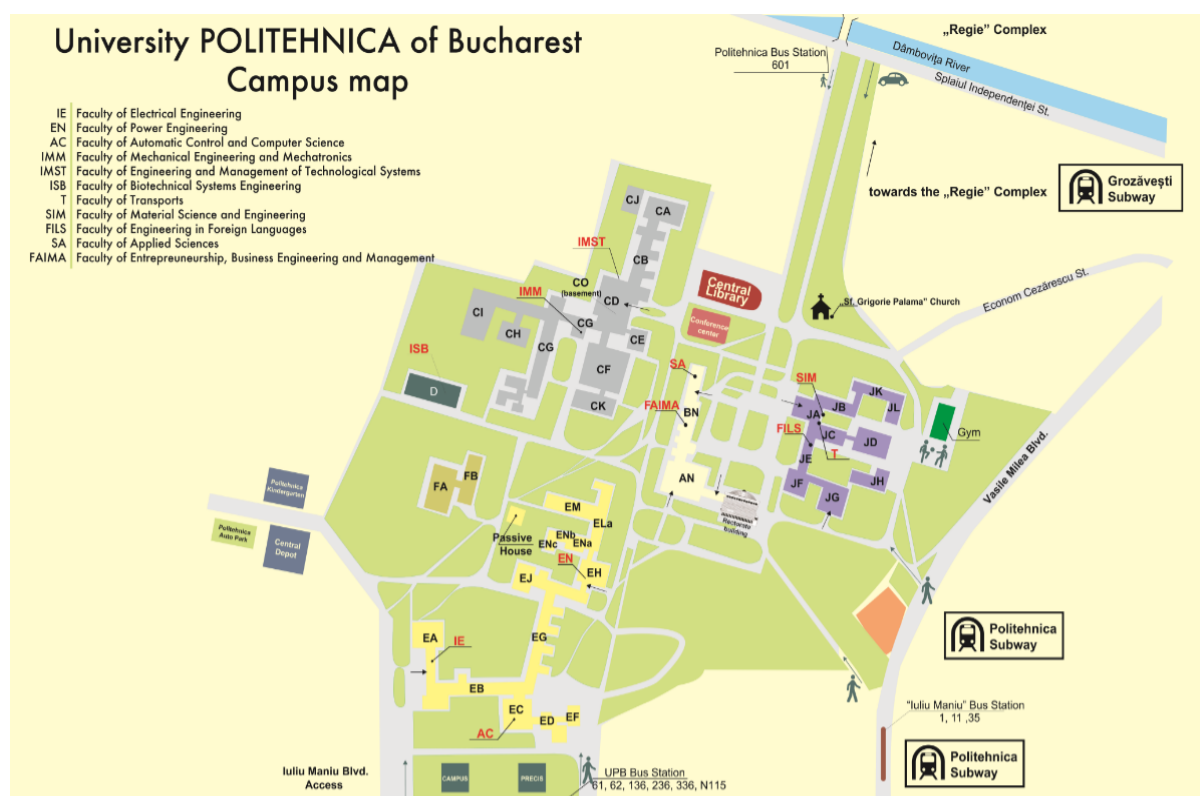 University POLITEHNICA of Bucharest
Campus map
IE Faculty of Electrical Engineering
EN Faculty of Power Engineering
AC Faculty of Automatic Control and Computer Science
IMM Faculty of Mechanical Engineering and Mechatronics
IMST Faculty of Engineering and Management of Technological Systems
ISB Faculty of Biotechnical Systems Engineering
T Faculty of Transports
SIM Faculty of Material Science and Engineering
FILS Faculty of Engineering in Foreign Languages
SA Faculty of Applied Sciences
FAIMA Faculty of Entrepreuneurship, Business Engineering and Management
„Regie” Complex
Politehnica Bus Station
601
Dâmbovița River
Splaiul Independenței St.
towards the „Regie” Complex
Grozăvești
Subway
Econom Cezărescu St.
„Sf. Grigorie Palama” Church
Central
Library
Conference
center
CJ
CA
IMST
CB
CO
(basement)
CD
IMM
CI
CH
CG
CG
CE
CF
CK
ISB
D
SA
FAIMA
BN
AN
Rectorate
building
SIM
JK
JB
JL
JA
FILS
JC
JD
T
JE
JF
JG
JH
Gym
Vasile Milea Blvd.
FA
FB
Politehnica
Kindergarten
Politehnica
Auto Park
Central
Depot
Passive
House
EM
ELa
ENb
ENc
ENa
EN
EH
EJ
EG
EA
IE
EB
EC
ED
EF
AC
Politehnica
Subway
“Iuliu Maniu” Bus Station
1, 11 ,35
Politehnica
Subway
Iuliu Maniu Blvd.
Access
CAMPUS
PRECIS
UPB Bus Station
61, 62, 136, 236, 336, N115